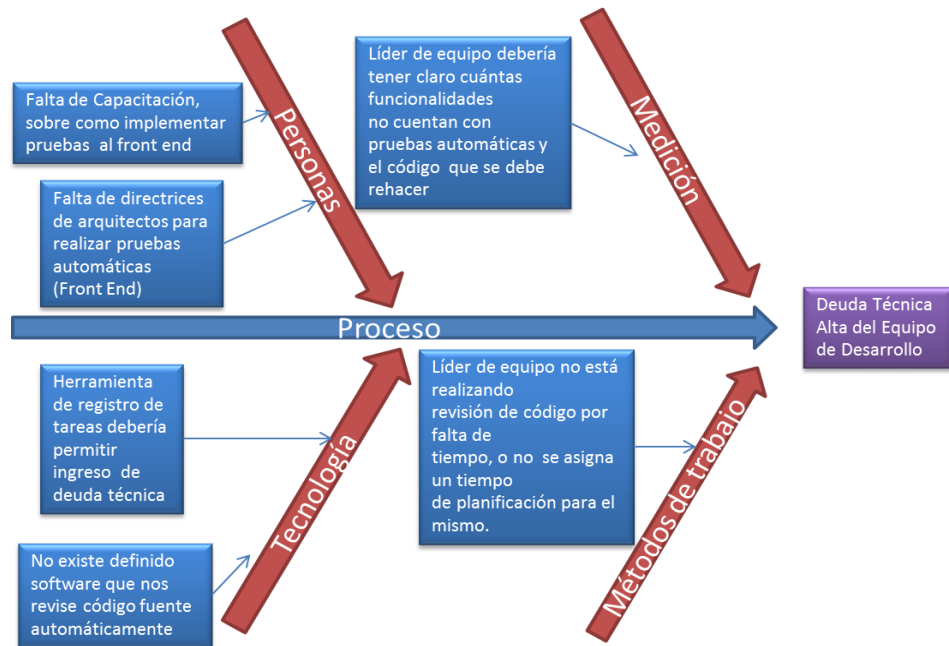 Falta de Capacitación,
sobre como implementar
pruebas al front end
Personas
Falta de directrices
de arquitectos para
realizar pruebas
automáticas
(Front End)
Líder de equipo debería
tener claro cuántas
funcionalidades
no cuentan con
pruebas automáticas y
el código que se debe
rehacer
Medición
Proceso
Deuda Técnica
Alta del Equipo
de Desarrollo
Herramienta
de registro de
tareas debería
permitir
ingreso de
deuda técnica
Tecnología
No existe definido
software que nos
revise código fuente
automáticamente
Líder de equipo no está
realizando
revisión de código por
falta de
tiempo, o no se asigna
un tiempo
de planificación para el
mismo.
Métodos de trabajo